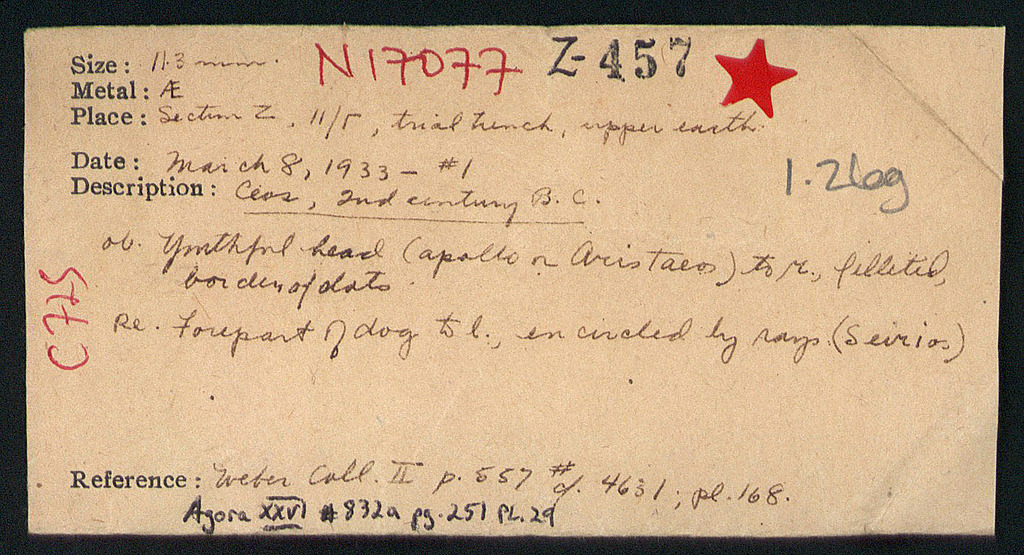 N17077 Z-457
Size: 11.3 mm.
Metal: Æ
Place: Section Z, 11/Γ, trial trench, upper earth.
Date: March 8, 1933 - #1
1.26g
Description: Ceos, 2nd century B.C.
ob. Youthful head (apollo or Aristaeos) to r., filleted,
border of dots.
Re. Forepart of dog to l., encircled by rays. (Seirios)
C725
Reference: Weber Coll. II p. 557 # cf. 4631; pl. 168.
Agora XXVI #832a pg. 251 PL. 29